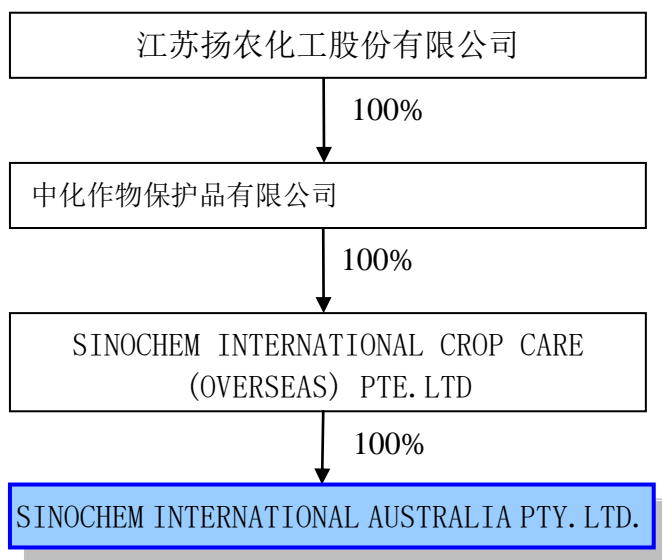 江苏扬农化工股份有限公司
100%
中化作物保护品有限公司
100%
SINOCHEM INTERNATIONAL CROP CARE
(OVERSEAS) PTE.LTD
100%
SINOCHEM INTERNATIONAL AUSTRALIA PTY.LTD.